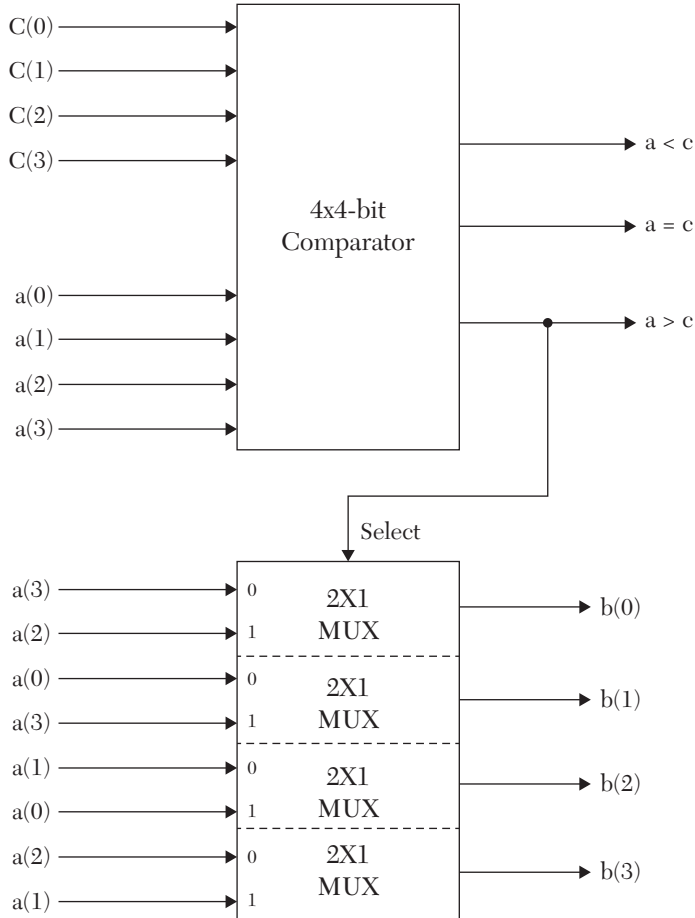 C(0)
C(1)
C(2)
C(3)
a(0)
a(1)
a(2)
a(3)
4x4-bit
Comparator
a < c
a = c
a > c
Select
a(3)
a(2)
a(0)
a(3)
a(1)
a(0)
a(2)
a(1)
0
1
0
1
0
1
0
1
2X1
MUX
2X1
MUX
2X1
MUX
2X1
MUX
b(0)
b(1)
b(2)
b(3)